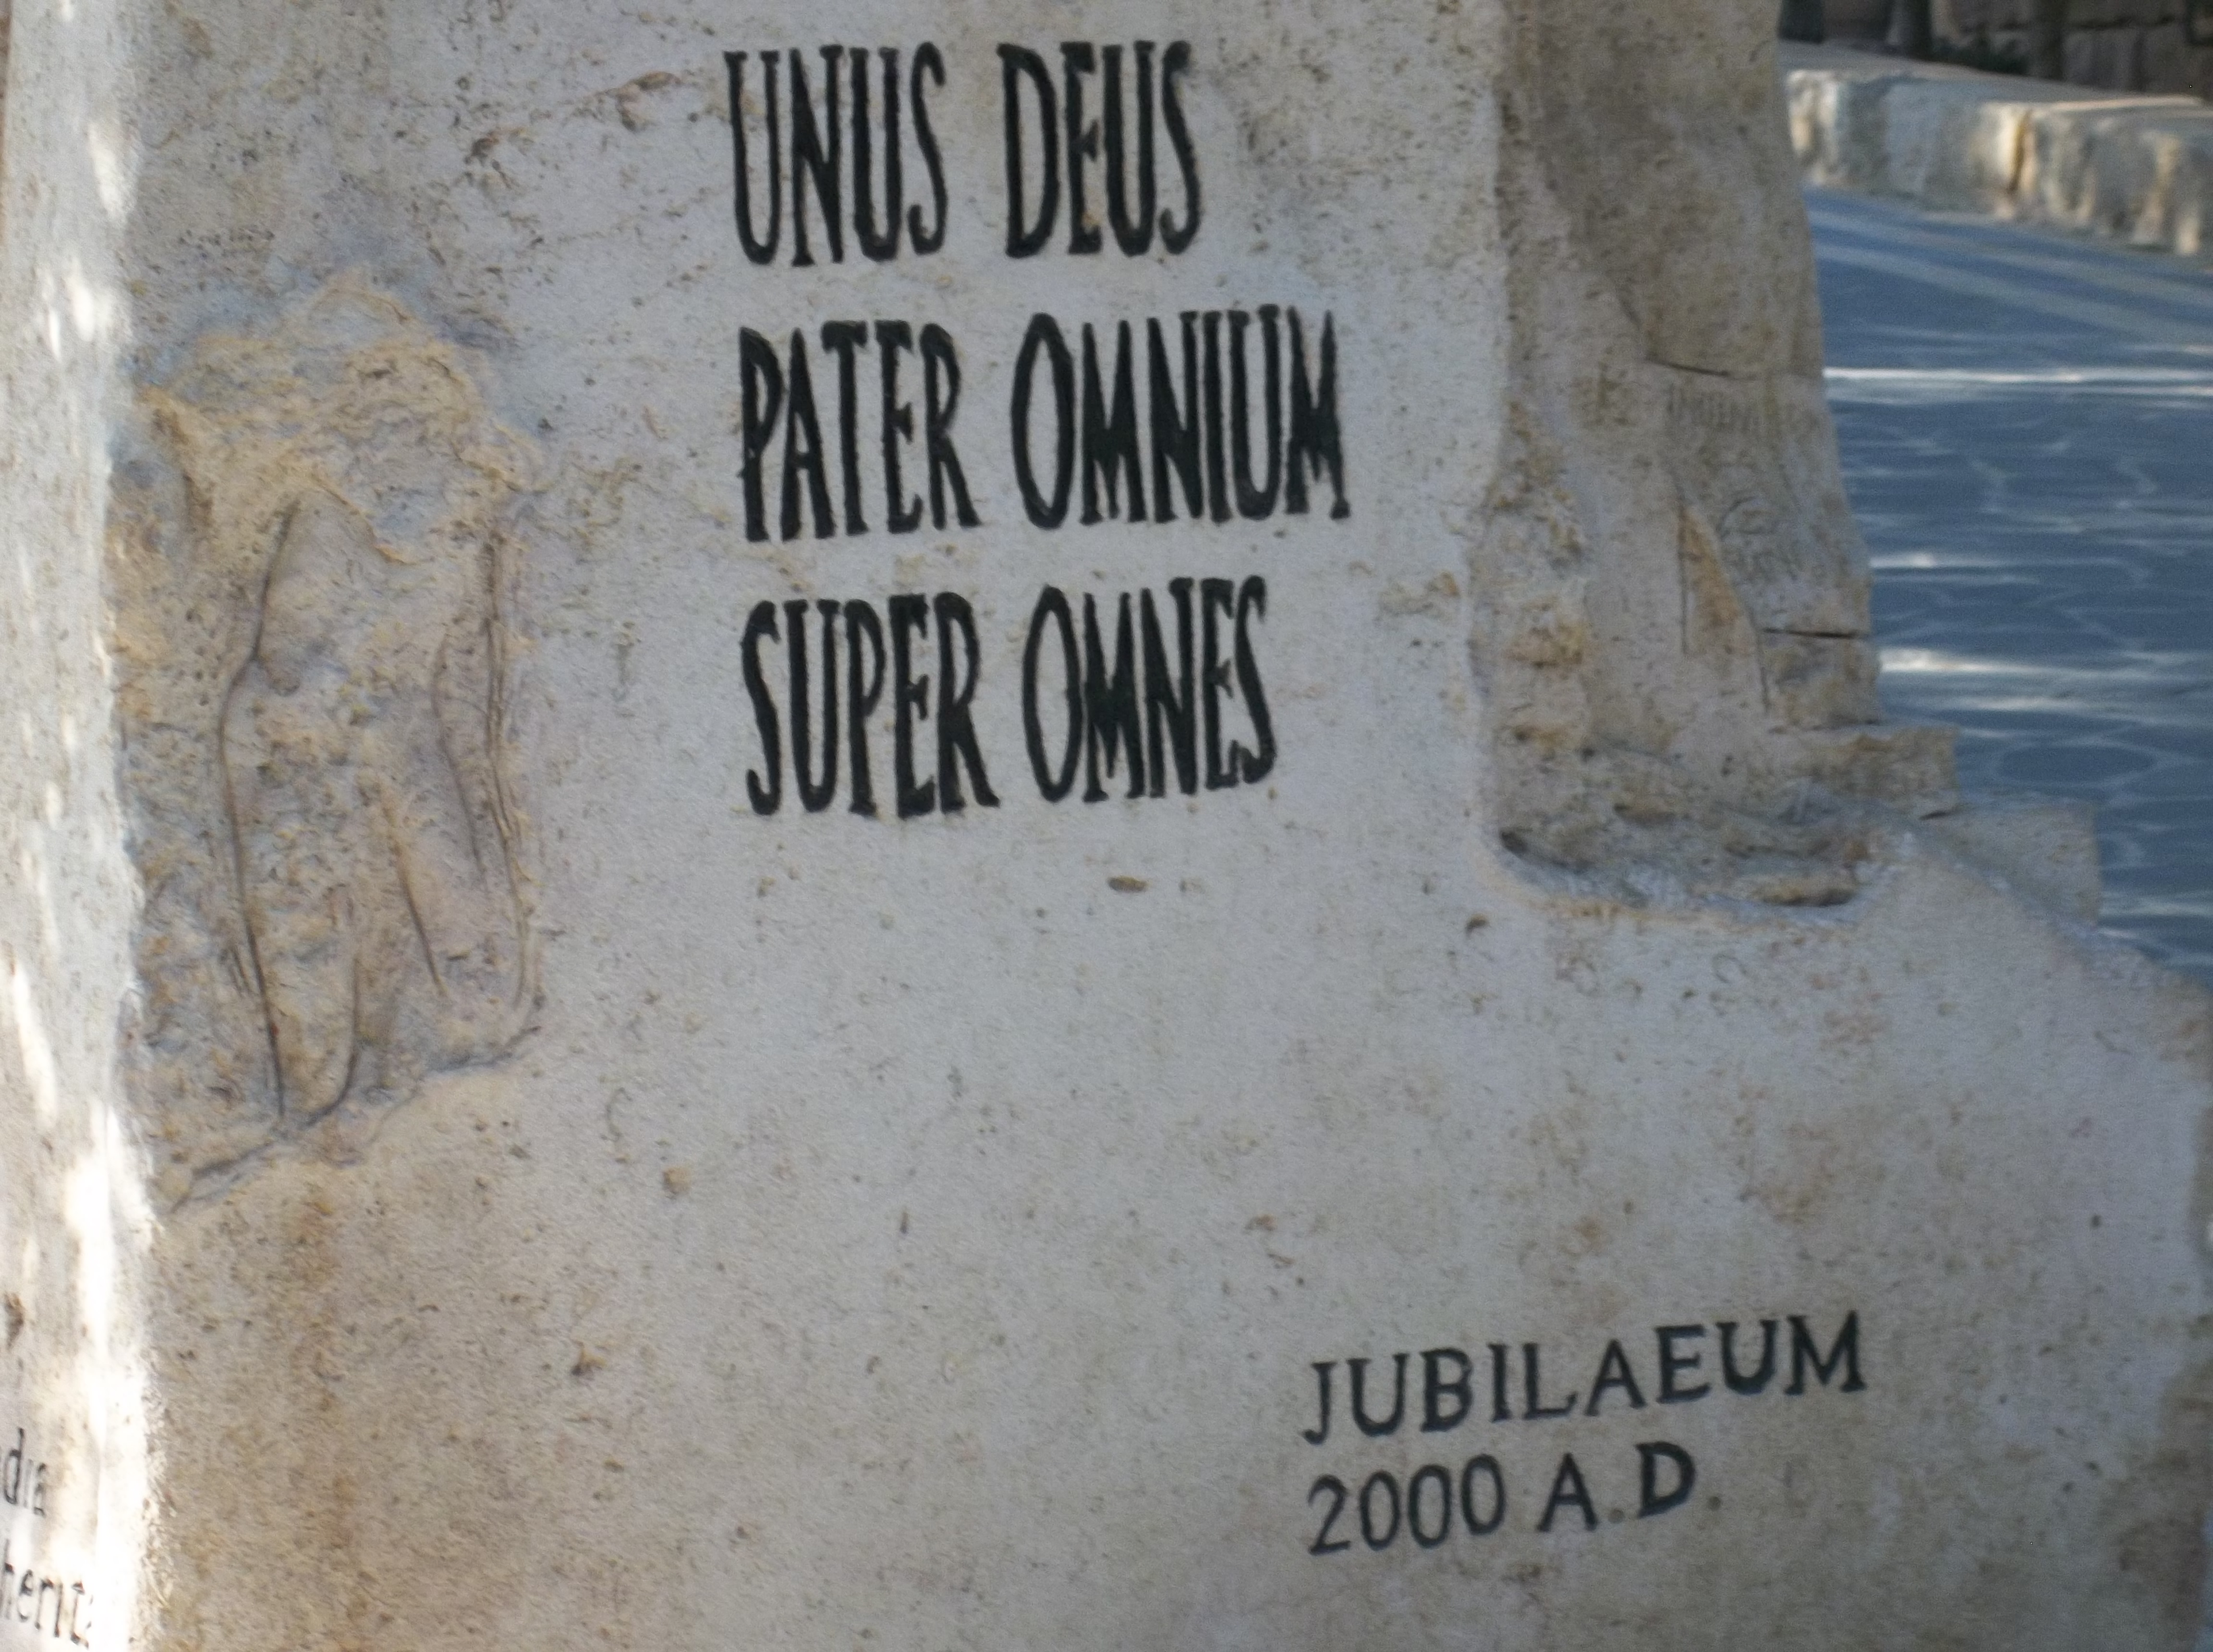 UNUS DEUS
PATER OMNIUM
SUPER OMNES
JUBILAEUM
2000 A.D.